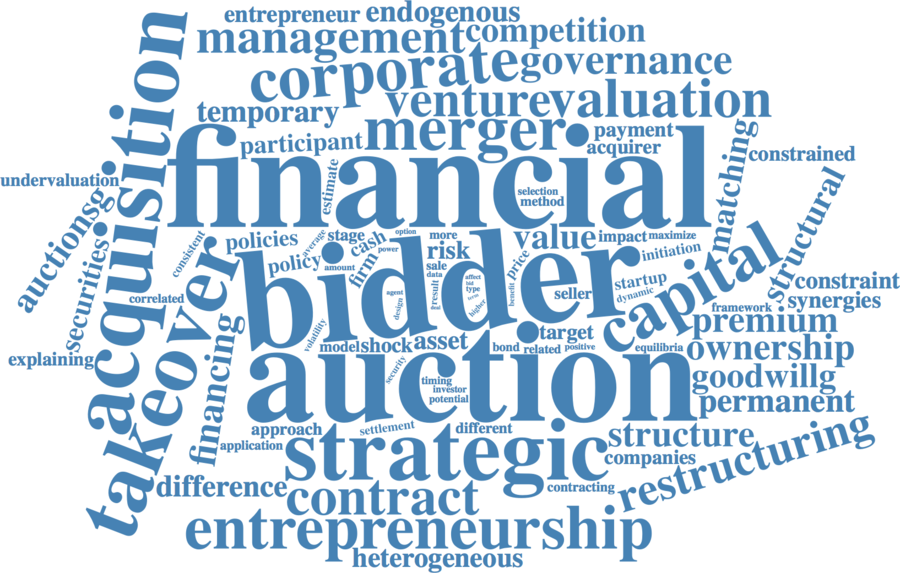 entrepreneur
endogenous
management
competition
corporate
governance
venture
valuation
temporary
participant
merger
payment
acquirer
matching
constrained
financial
acquisition
undervaluation
estimate
selection
method
structural
auctionsg
securities
consistent
policies
average
stage
cash
option
power
more
risk
value
impact
maximize
initiation
policy
amount
firm
sale
data
price
takeover
bidder
capital
correlated
agent
design
result
deal
affect
bid
type
term
higher
benefit
seller
startup
dynamic
constraint
synergies
framework
premium
explaining
financing
volatility
model
shock
asset
bond
target
related
positive
equilibria
ownership
auction
security
timing
investor
potential
goodwillg
permanent
approach
settlement
different
application
strategic
structure
companies
restructuring
difference
contracting
contract
entrepreneurship
heterogeneous